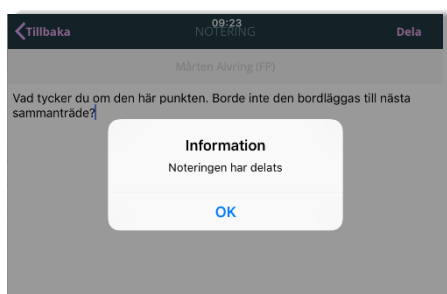 09:23
Tillbaka NOTERING Dela
Mårten Alvring (FP)
Vad tycker du om den här punkten. Borde inte den bordläggas till nästa
sammanträde?
Information
Noteringen har delats
OK